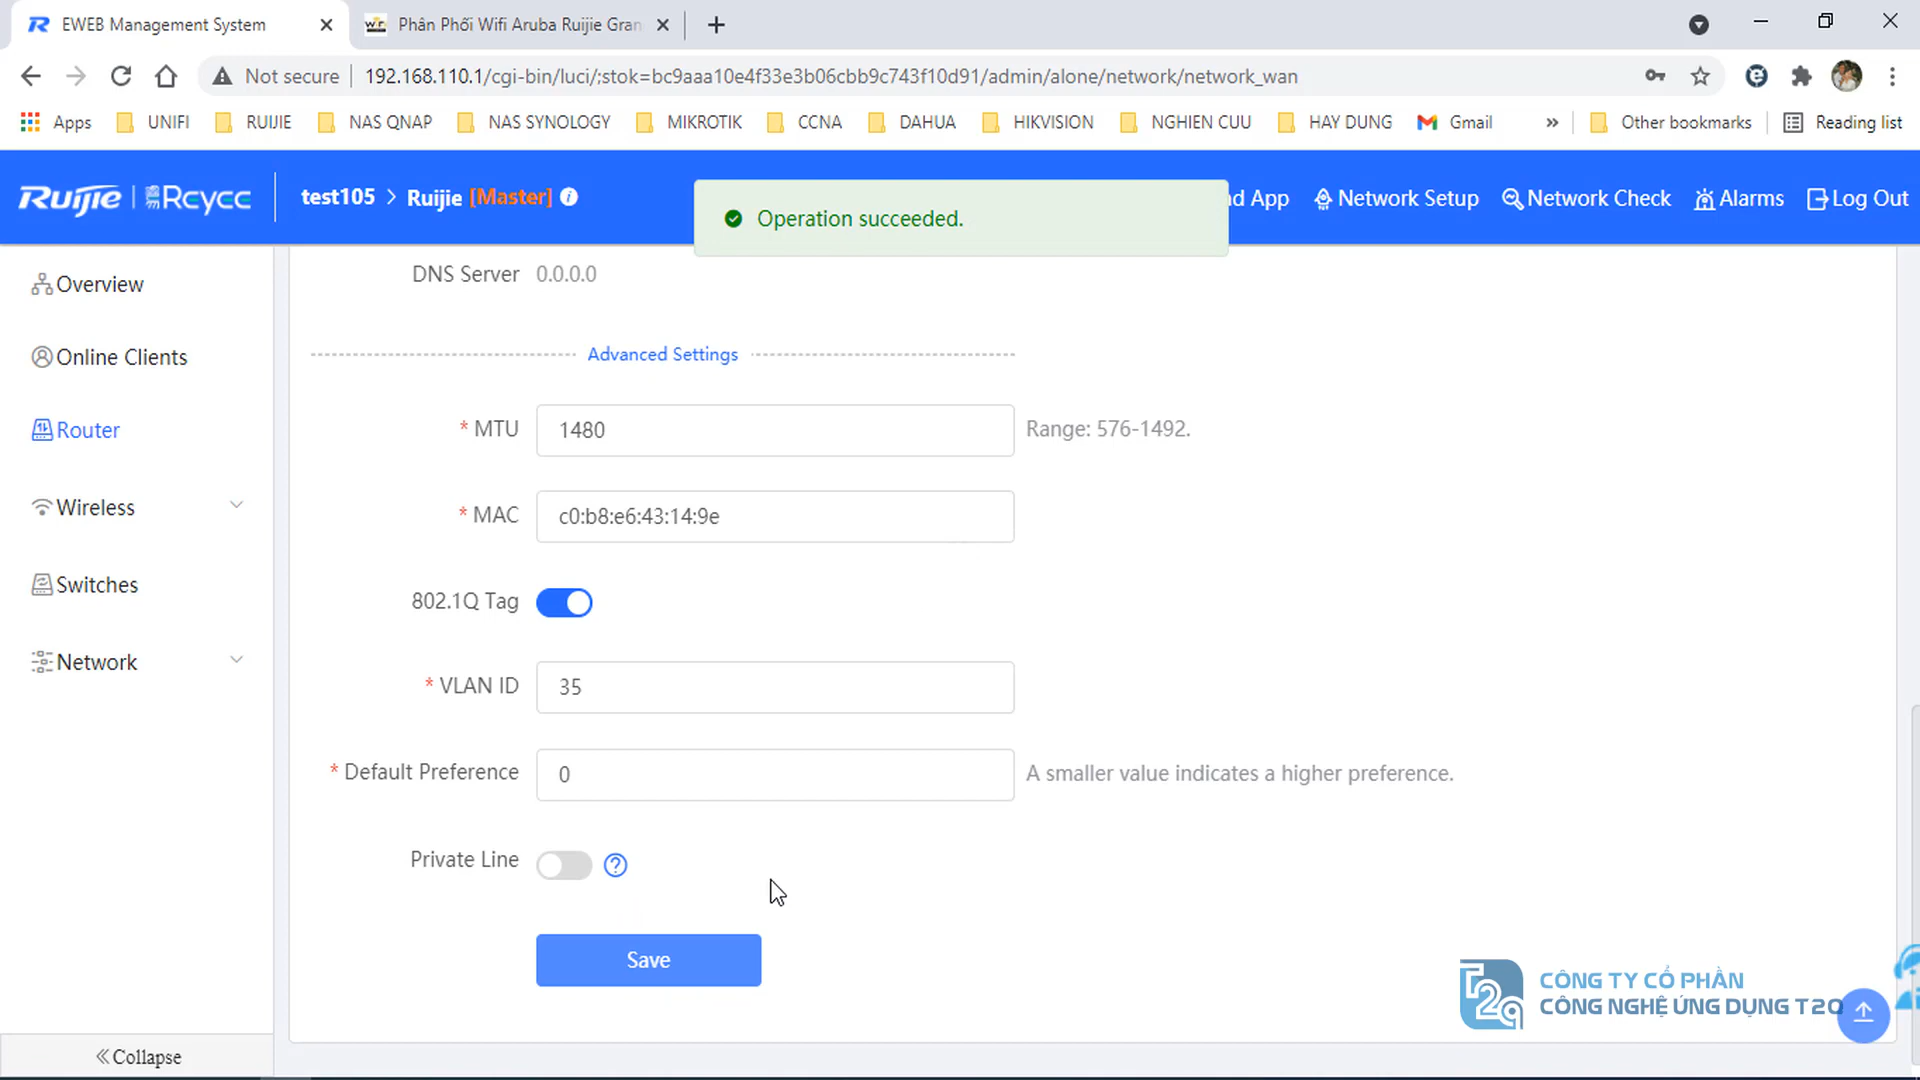 EWEB Management System
Phân Phối Wifi Aruba Ruijie Gran
Not secure
192.168.110.1/cgi-bin/luci/;stok=bc9aaa10e4f33e3b06cbb9c743f10d91/admin/alone/network/network_wan
Apps UNIFI RUIJIE NAS QNAP NAS SYNOLOGY MIKROTIK CCNA DAHUA HIKVISION NGHIEN CUU HAY DUNG Gmail » Other bookmarks Reading list
Ruijie | Reyee
test105 > Ruijie [Master]
Operation succeeded.
d App Network Setup Network Check Alarms Log Out
Overview
Online Clients
Router
Wireless
Switches
Network
Collapse
DNS Server 0.0.0.0
Advanced Settings
* MTU 1480 Range: 576-1492.
* MAC c0:b8:e6:43:14:9e
802.1Q Tag
* VLAN ID 35
* Default Preference 0 A smaller value indicates a higher preference.
Private Line
Save
T2Q
CÔNG TY CỔ PHẦN
CÔNG NGHỆ ỨNG DỤNG T2Q